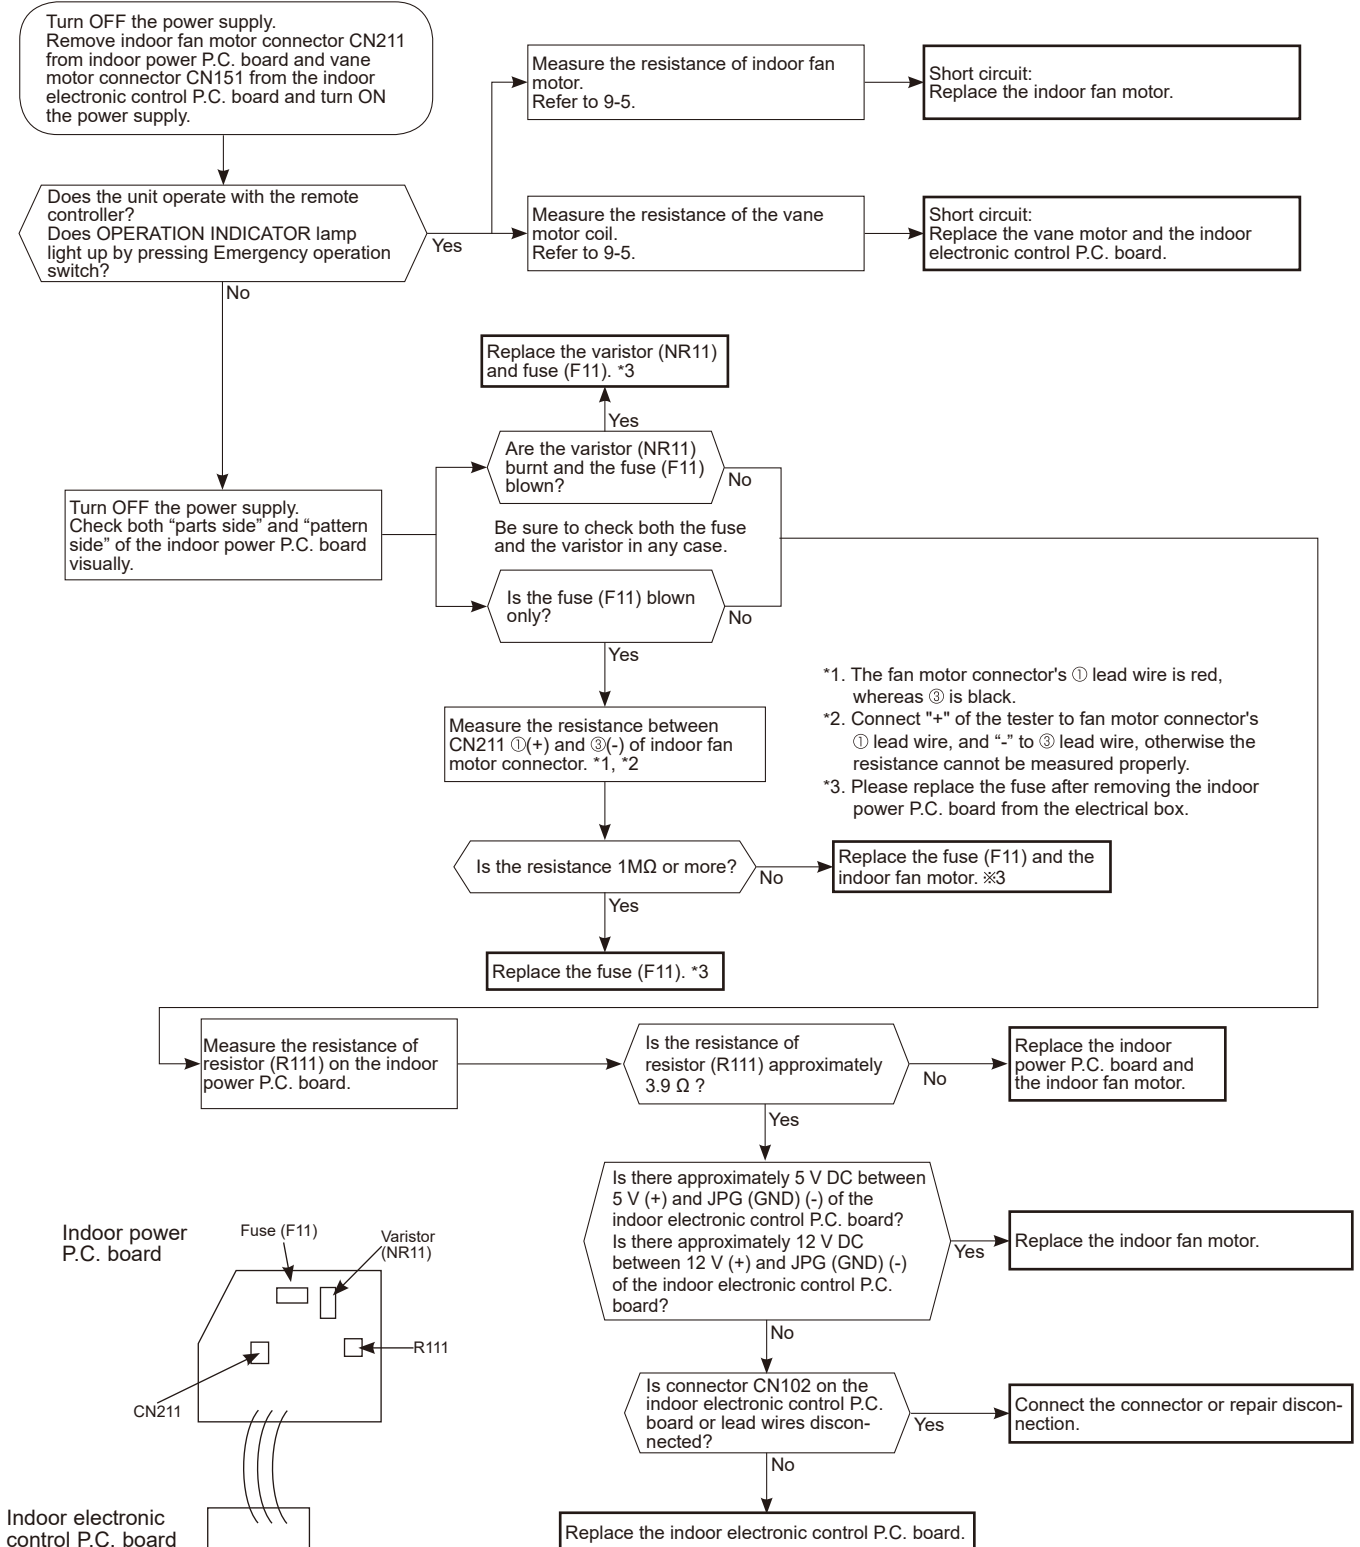 Turn OFF the power supply.
Remove indoor fan motor connector CN211
from indoor power P.C. board and vane
motor connector CN151 from the indoor
electronic control P.C. board and turn ON
the power supply.
Measure the resistance of indoor fan
motor.
Refer to 9-5.
Short circuit:
Replace the indoor fan motor.
Does the unit operate with the remote
controller?
Does OPERATION INDICATOR lamp
light up by pressing Emergency operation
switch?
Yes
Measure the resistance of the vane
motor coil.
Refer to 9-5.
Short circuit:
Replace the vane motor and the indoor
electronic control P.C. board.
No
Replace the varistor (NR11)
and fuse (F11). *3
Yes
Are the varistor (NR11)
burnt and the fuse (F11)
blown?
No
Turn OFF the power supply.
Check both “parts side” and “pattern
side” of the indoor power P.C. board
visually.
Be sure to check both the fuse
and the varistor in any case.
Is the fuse (F11) blown
only?
No
Yes
*1. The fan motor connector's ① lead wire is red,
whereas ③ is black.
*2. Connect "+" of the tester to fan motor connector's
① lead wire, and “-” to ③ lead wire, otherwise the
resistance cannot be measured properly.
*3. Please replace the fuse after removing the indoor
power P.C. board from the electrical box.
Measure the resistance between
CN211 ①(+) and ③(-) of indoor fan
motor connector. *1, *2
Is the resistance 1MΩ or more?
No
Replace the fuse (F11) and the
indoor fan motor. ※3
Yes
Replace the fuse (F11). *3
Measure the resistance of
resistor (R111) on the indoor
power P.C. board.
Is the resistance of
resistor (R111) approximately
3.9 Ω ?
No
Replace the indoor
power P.C. board and
the indoor fan motor.
Yes
Is there approximately 5 V DC between
5 V (+) and JPG (GND) (-) of the
indoor electronic control P.C. board?
Is there approximately 12 V DC
between 12 V (+) and JPG (GND) (-)
of the indoor electronic control P.C.
board?
Yes
Replace the indoor fan motor.
No
Is connector CN102 on the
indoor electronic control P.C.
board or lead wires discon-
nected?
Yes
Connect the connector or repair discon-
nection.
No
Replace the indoor electronic control P.C. board.
Indoor power
P.C. board
Fuse (F11)
Varistor
(NR11)
R111
CN211
Indoor electronic
control P.C. board